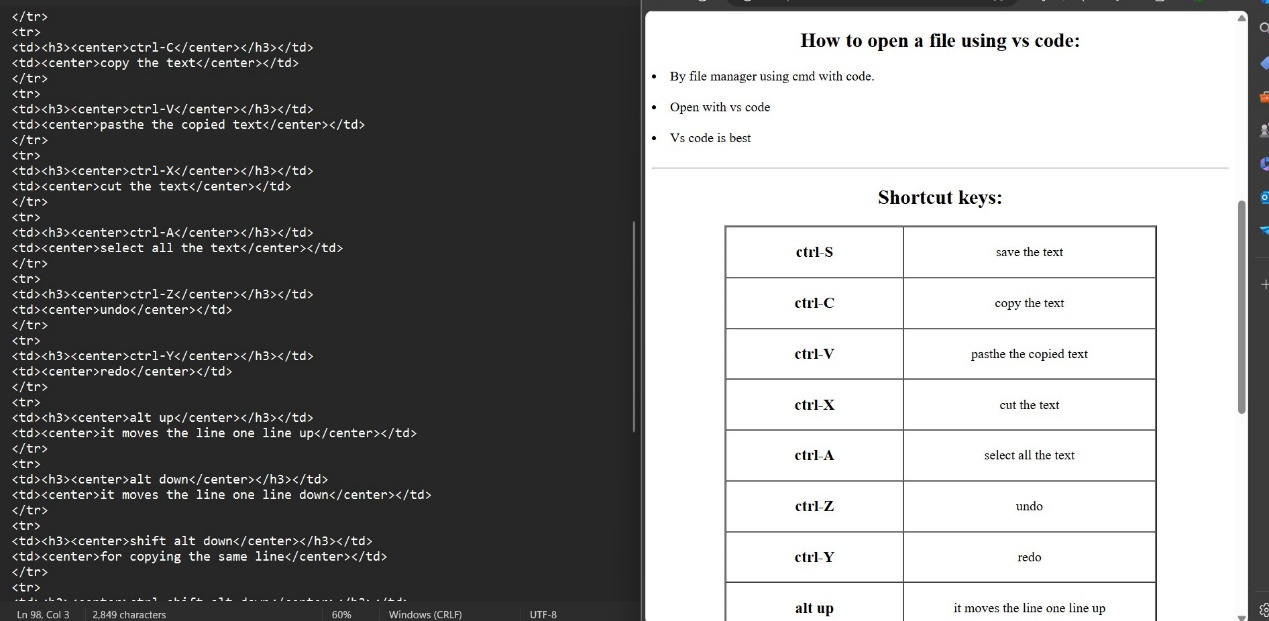 </tr>
<tr>
<td><h3><center>ctrl-C</center></h3></td>
<td><center>copy the text</center></td>
</tr>
<tr>
<td><h3><center>ctrl-V</center></h3></td>
<td><center>pasthe the copied text</center></td>
</tr>
<tr>
<td><h3><center>ctrl-X</center></h3></td>
<td><center>cut the text</center></td>
</tr>
<tr>
<td><h3><center>ctrl-A</center></h3></td>
<td><center>select all the text</center></td>
</tr>
<tr>
<td><h3><center>ctrl-Z</center></h3></td>
<td><center>undo</center></td>
</tr>
<tr>
<td><h3><center>ctrl-Y</center></h3></td>
<td><center>redo</center></td>
</tr>
<tr>
<td><h3><center>alt up</center></h3></td>
<td><center>it moves the line one line up</center></td>
</tr>
<tr>
<td><h3><center>alt down</center></h3></td>
<td><center>it moves the line one line down</center></td>
</tr>
<tr>
<td><h3><center>shift alt down</center></h3></td>
<td><center>for copying the same line</center></td>
</tr>
<tr>
Ln 98, Col 3 2,849 characters 60% Windows (CRLF) UTF-8
How to open a file using vs code:
• By file manager using cmd with code.
• Open with vs code
• Vs code is best
Shortcut keys:
ctrl-S save the text
ctrl-C copy the text
ctrl-V pasthe the copied text
ctrl-X cut the text
ctrl-A select all the text
ctrl-Z undo
ctrl-Y redo
alt up it moves the line one line up